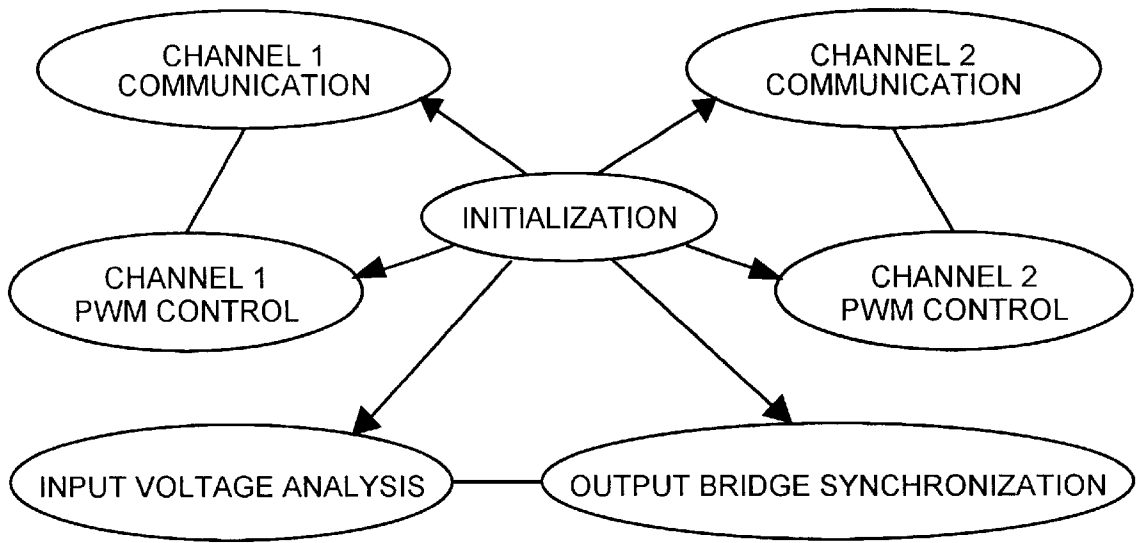 CHANNEL 1
COMMUNICATION
CHANNEL 2
COMMUNICATION
INITIALIZATION
CHANNEL 1
PWM CONTROL
CHANNEL 2
PWM CONTROL
INPUT VOLTAGE ANALYSIS
OUTPUT BRIDGE SYNCHRONIZATION